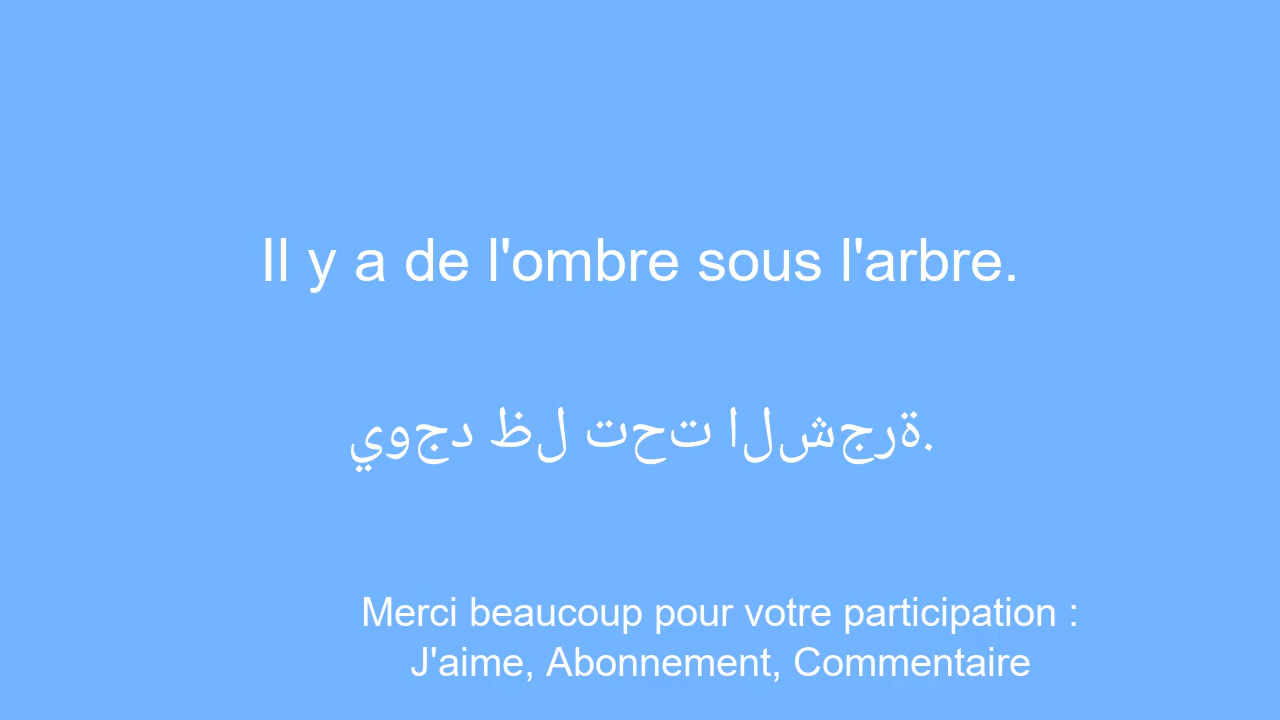 Il y a de l'ombre sous l'arbre.
يوجد ظل تحت الشجرة.
Merci beaucoup pour votre participation :
J'aime, Abonnement, Commentaire